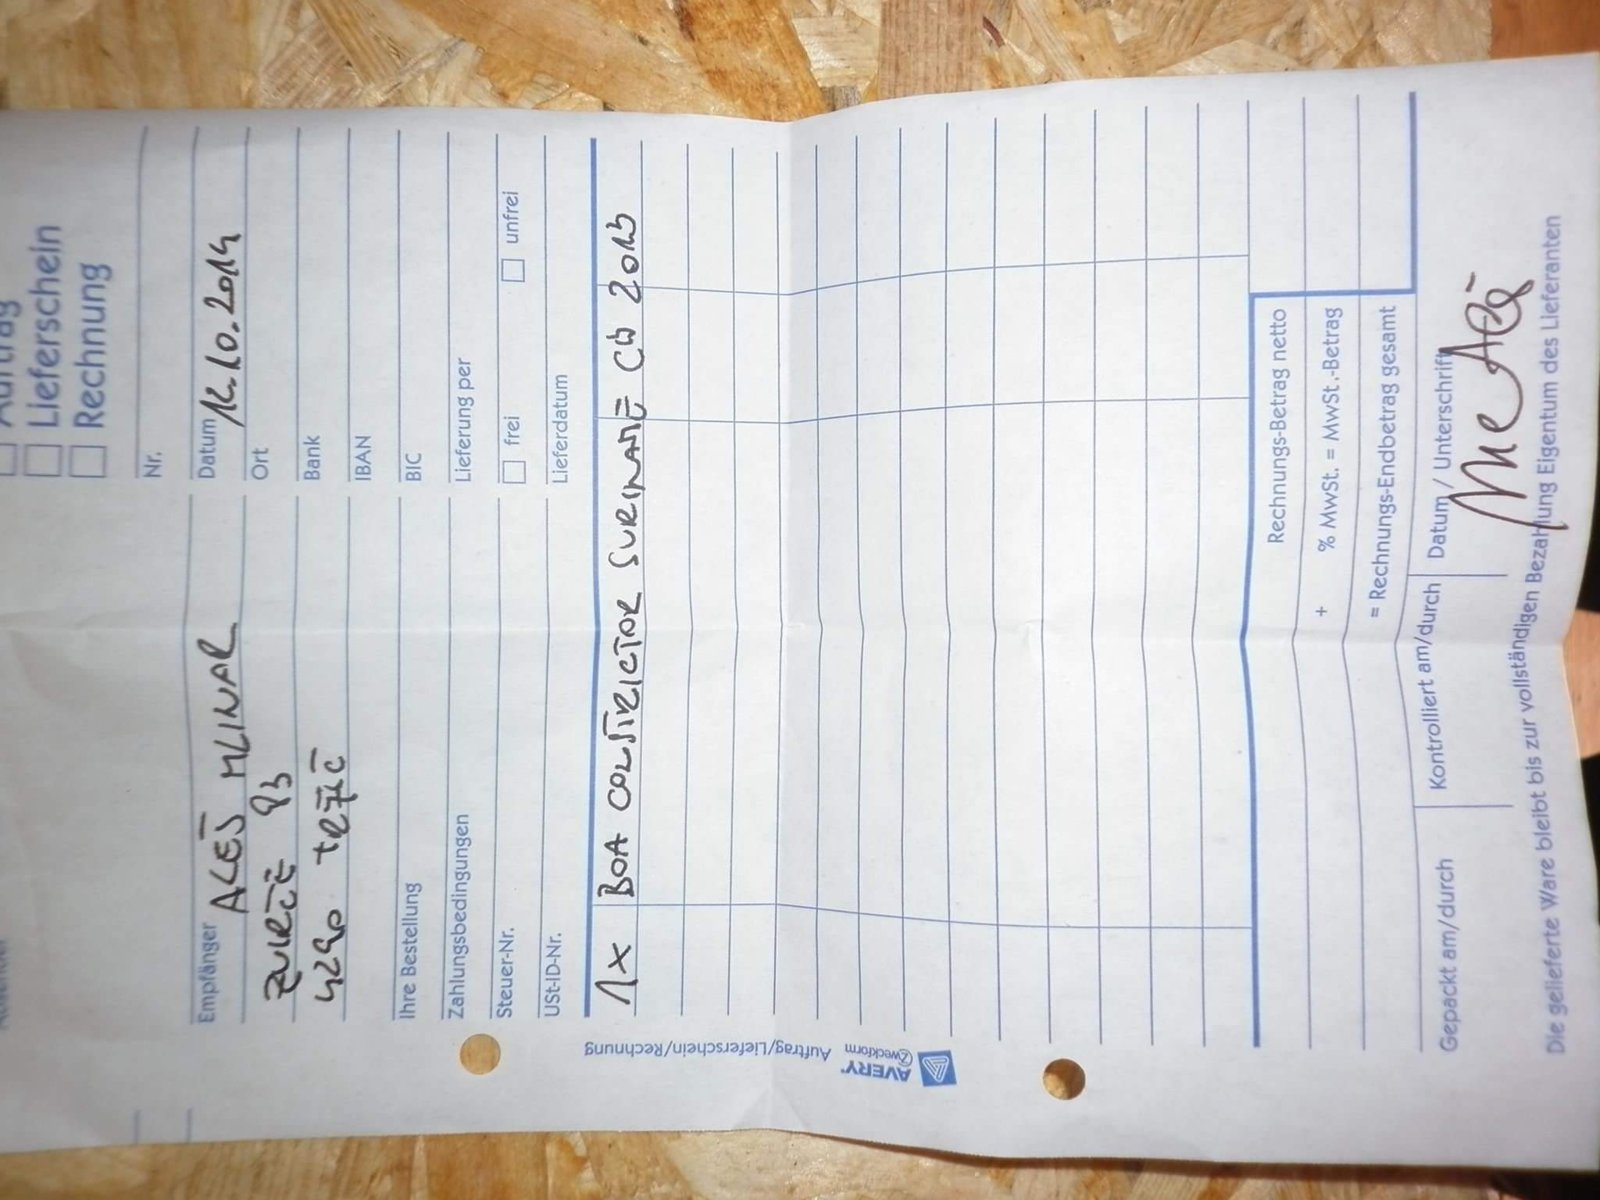 Auftrag
Lieferschein
Rechnung
Nr.
Empfänger ALEŠ MLINAR
Datum 12.10.2014
ZVIRČE 93
Ort
4290 TRŽIČ
Bank
IBAN
Ihre Bestellung
BIC
Zahlungsbedingungen
Lieferung per
Steuer-Nr.
frei unfrei
USt-ID-Nr.
Lieferdatum
1x BOA CONSTRICTOR SURINAME CB 2013
Rechnungs-Betrag netto
+ % MwSt. = MwSt.-Betrag
= Rechnungs-Endbetrag gesamt
Gepackt am/durch Kontrolliert am/durch Datum / Unterschrift
Die gelieferte Ware bleibt bis zur vollständigen Bezahlung Eigentum des Lieferanten
AVERY Zweckform Auftrag/Lieferschein/Rechnung